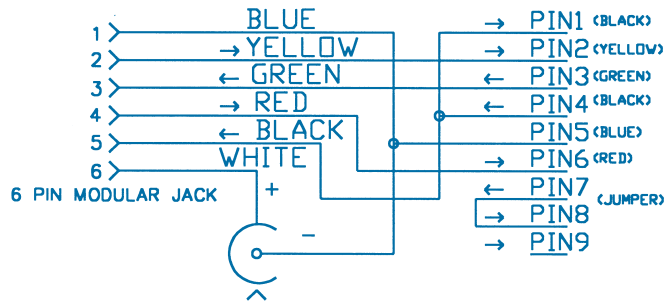 1 BLUE PIN1 (BLACK)
2 YELLOW PIN2 (YELLOW)
3 GREEN PIN3 (GREEN)
4 RED PIN4 (BLACK)
5 BLACK PIN5 (BLUE)
6 WHITE PIN6 (RED)
6 PIN MODULAR JACK + PIN7
(JUMPER)
PIN8
- PIN9